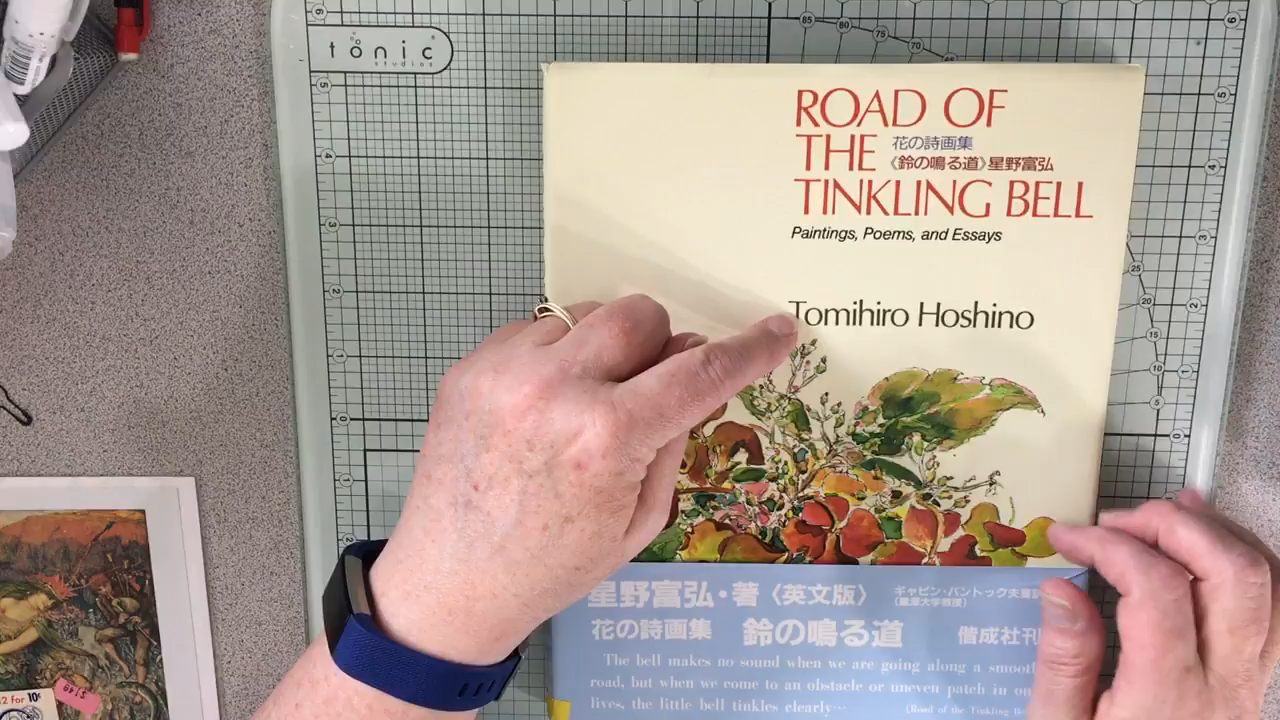 tonic
studios
ROAD OF
THE 花の詩画集
《鈴の鳴る道》星野富弘
TINKLING BELL
Paintings, Poems, and Essays
Tomihiro Hoshino
星野富弘・著〈英文版〉
ギャビン・バントック夫妻
花の詩画集 鈴の鳴る道 偕成社刊
The bell makes no sound when we are going along a smooth
road, but when we come to an obstacle or uneven patch in our
lives, the little bell tinkles clearly…
(Road of the Tinkling
2 for 10¢